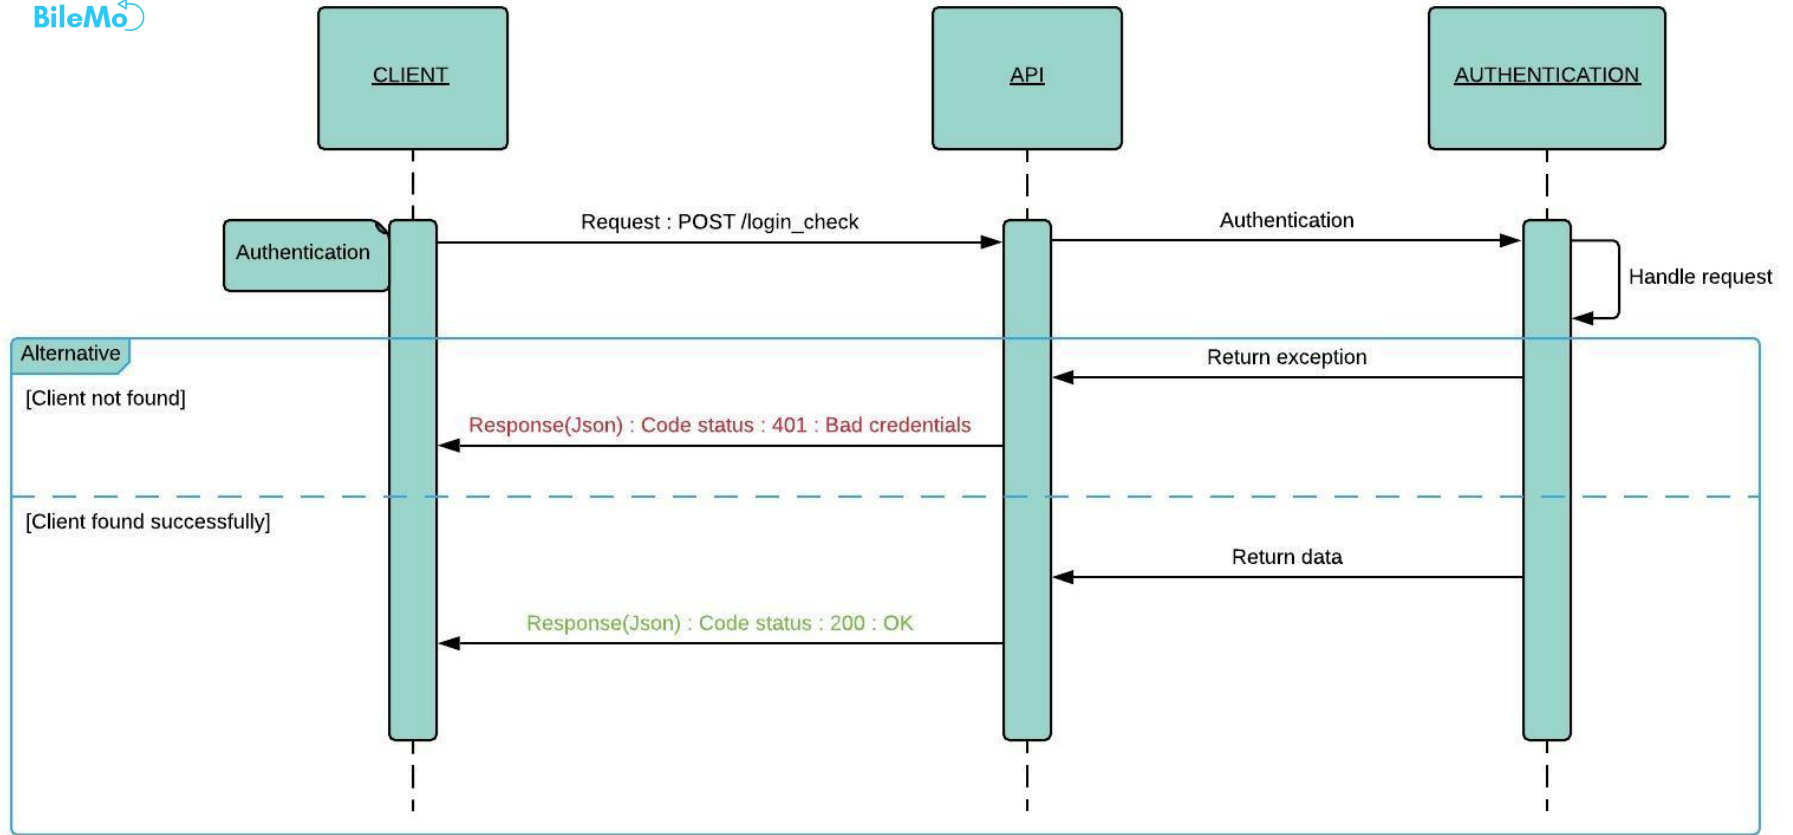 BileMo
CLIENT
API
AUTHENTICATION
Request : POST /login_check
Authentication
Authentication
Handle request
Alternative
Return exception
[Client not found]
Response(Json) : Code status : 401 : Bad credentials
[Client found successfully]
Return data
Response(Json) : Code status : 200 : OK